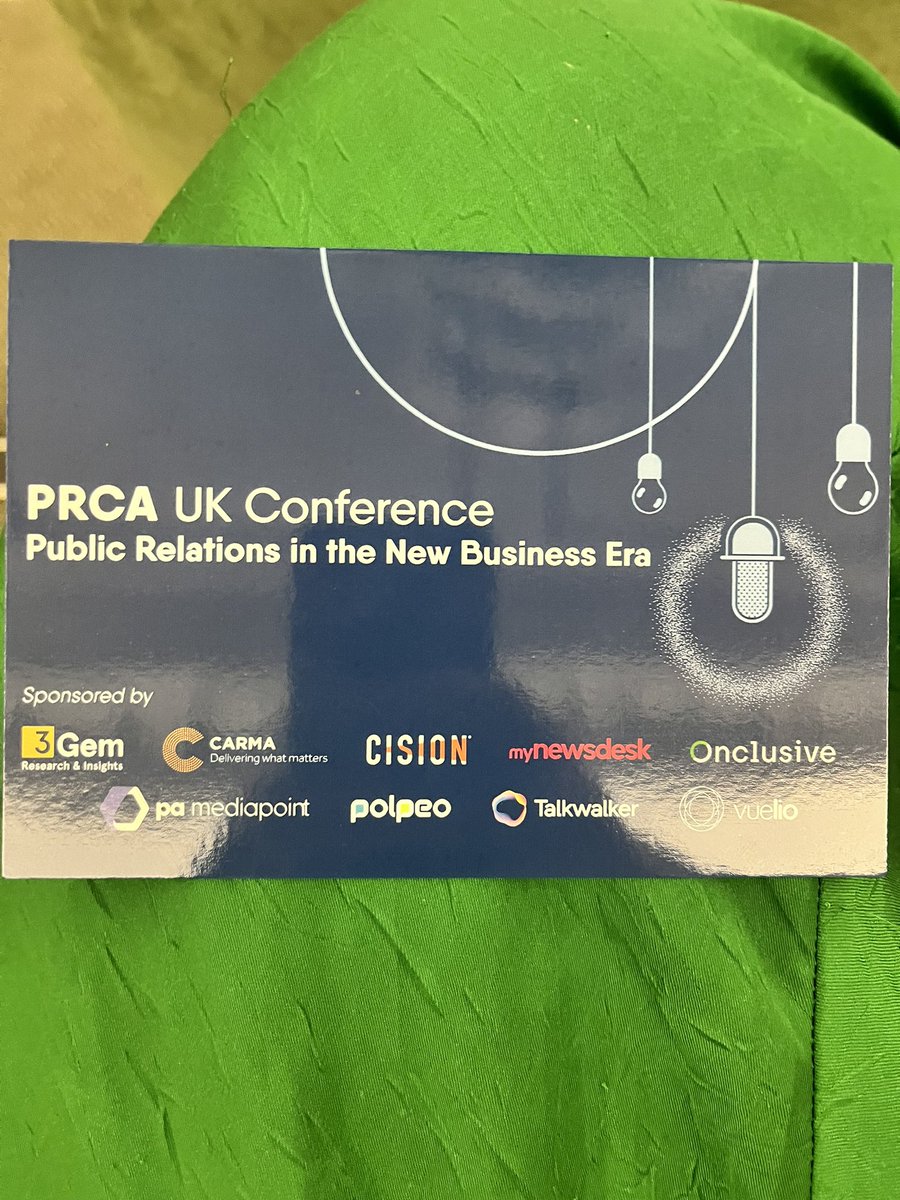 PRCA UK Conference
Public Relations in the New Business Era
Sponsored by
3Gem
Research & Insights
CARMA
Delivering what matters
CISION®
mynewsdesk
Onclusive
pa mediapoint
polpeo
Talkwalker
vuelio